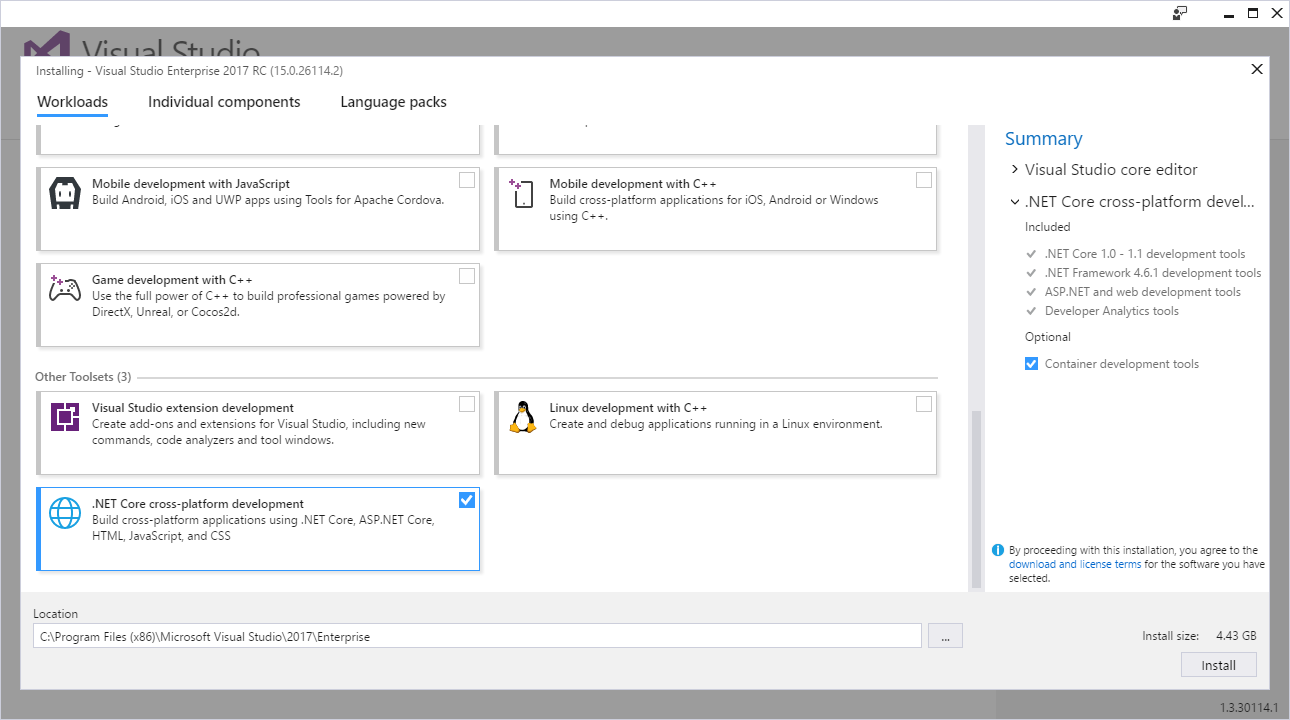 Visual Studio
Installing - Visual Studio Enterprise 2017 RC (15.0.26114.2)
Workloads
Individual components
Language packs
Mobile development with JavaScript
Build Android, iOS and UWP apps using Tools for Apache Cordova.
Mobile development with C++
Build cross-platform applications for iOS, Android or Windows
using C++.
Game development with C++
Use the full power of C++ to build professional games powered by
DirectX, Unreal, or Cocos2d.
Other Toolsets (3)
Visual Studio extension development
Create add-ons and extensions for Visual Studio, including new
commands, code analyzers and tool windows.
Linux development with C++
Create and debug applications running in a Linux environment.
.NET Core cross-platform development
Build cross-platform applications using .NET Core, ASP.NET Core,
HTML, JavaScript, and CSS
Summary
Visual Studio core editor
.NET Core cross-platform devel...
Included
.NET Core 1.0 - 1.1 development tools
.NET Framework 4.6.1 development tools
ASP.NET and web development tools
Developer Analytics tools
Optional
Container development tools
By proceeding with this installation, you agree to the
download and license terms for the software you have
selected.
Location
C:\Program Files (x86)\Microsoft Visual Studio\2017\Enterprise
...
Install size: 4.43 GB
Install
1.3.30114.1